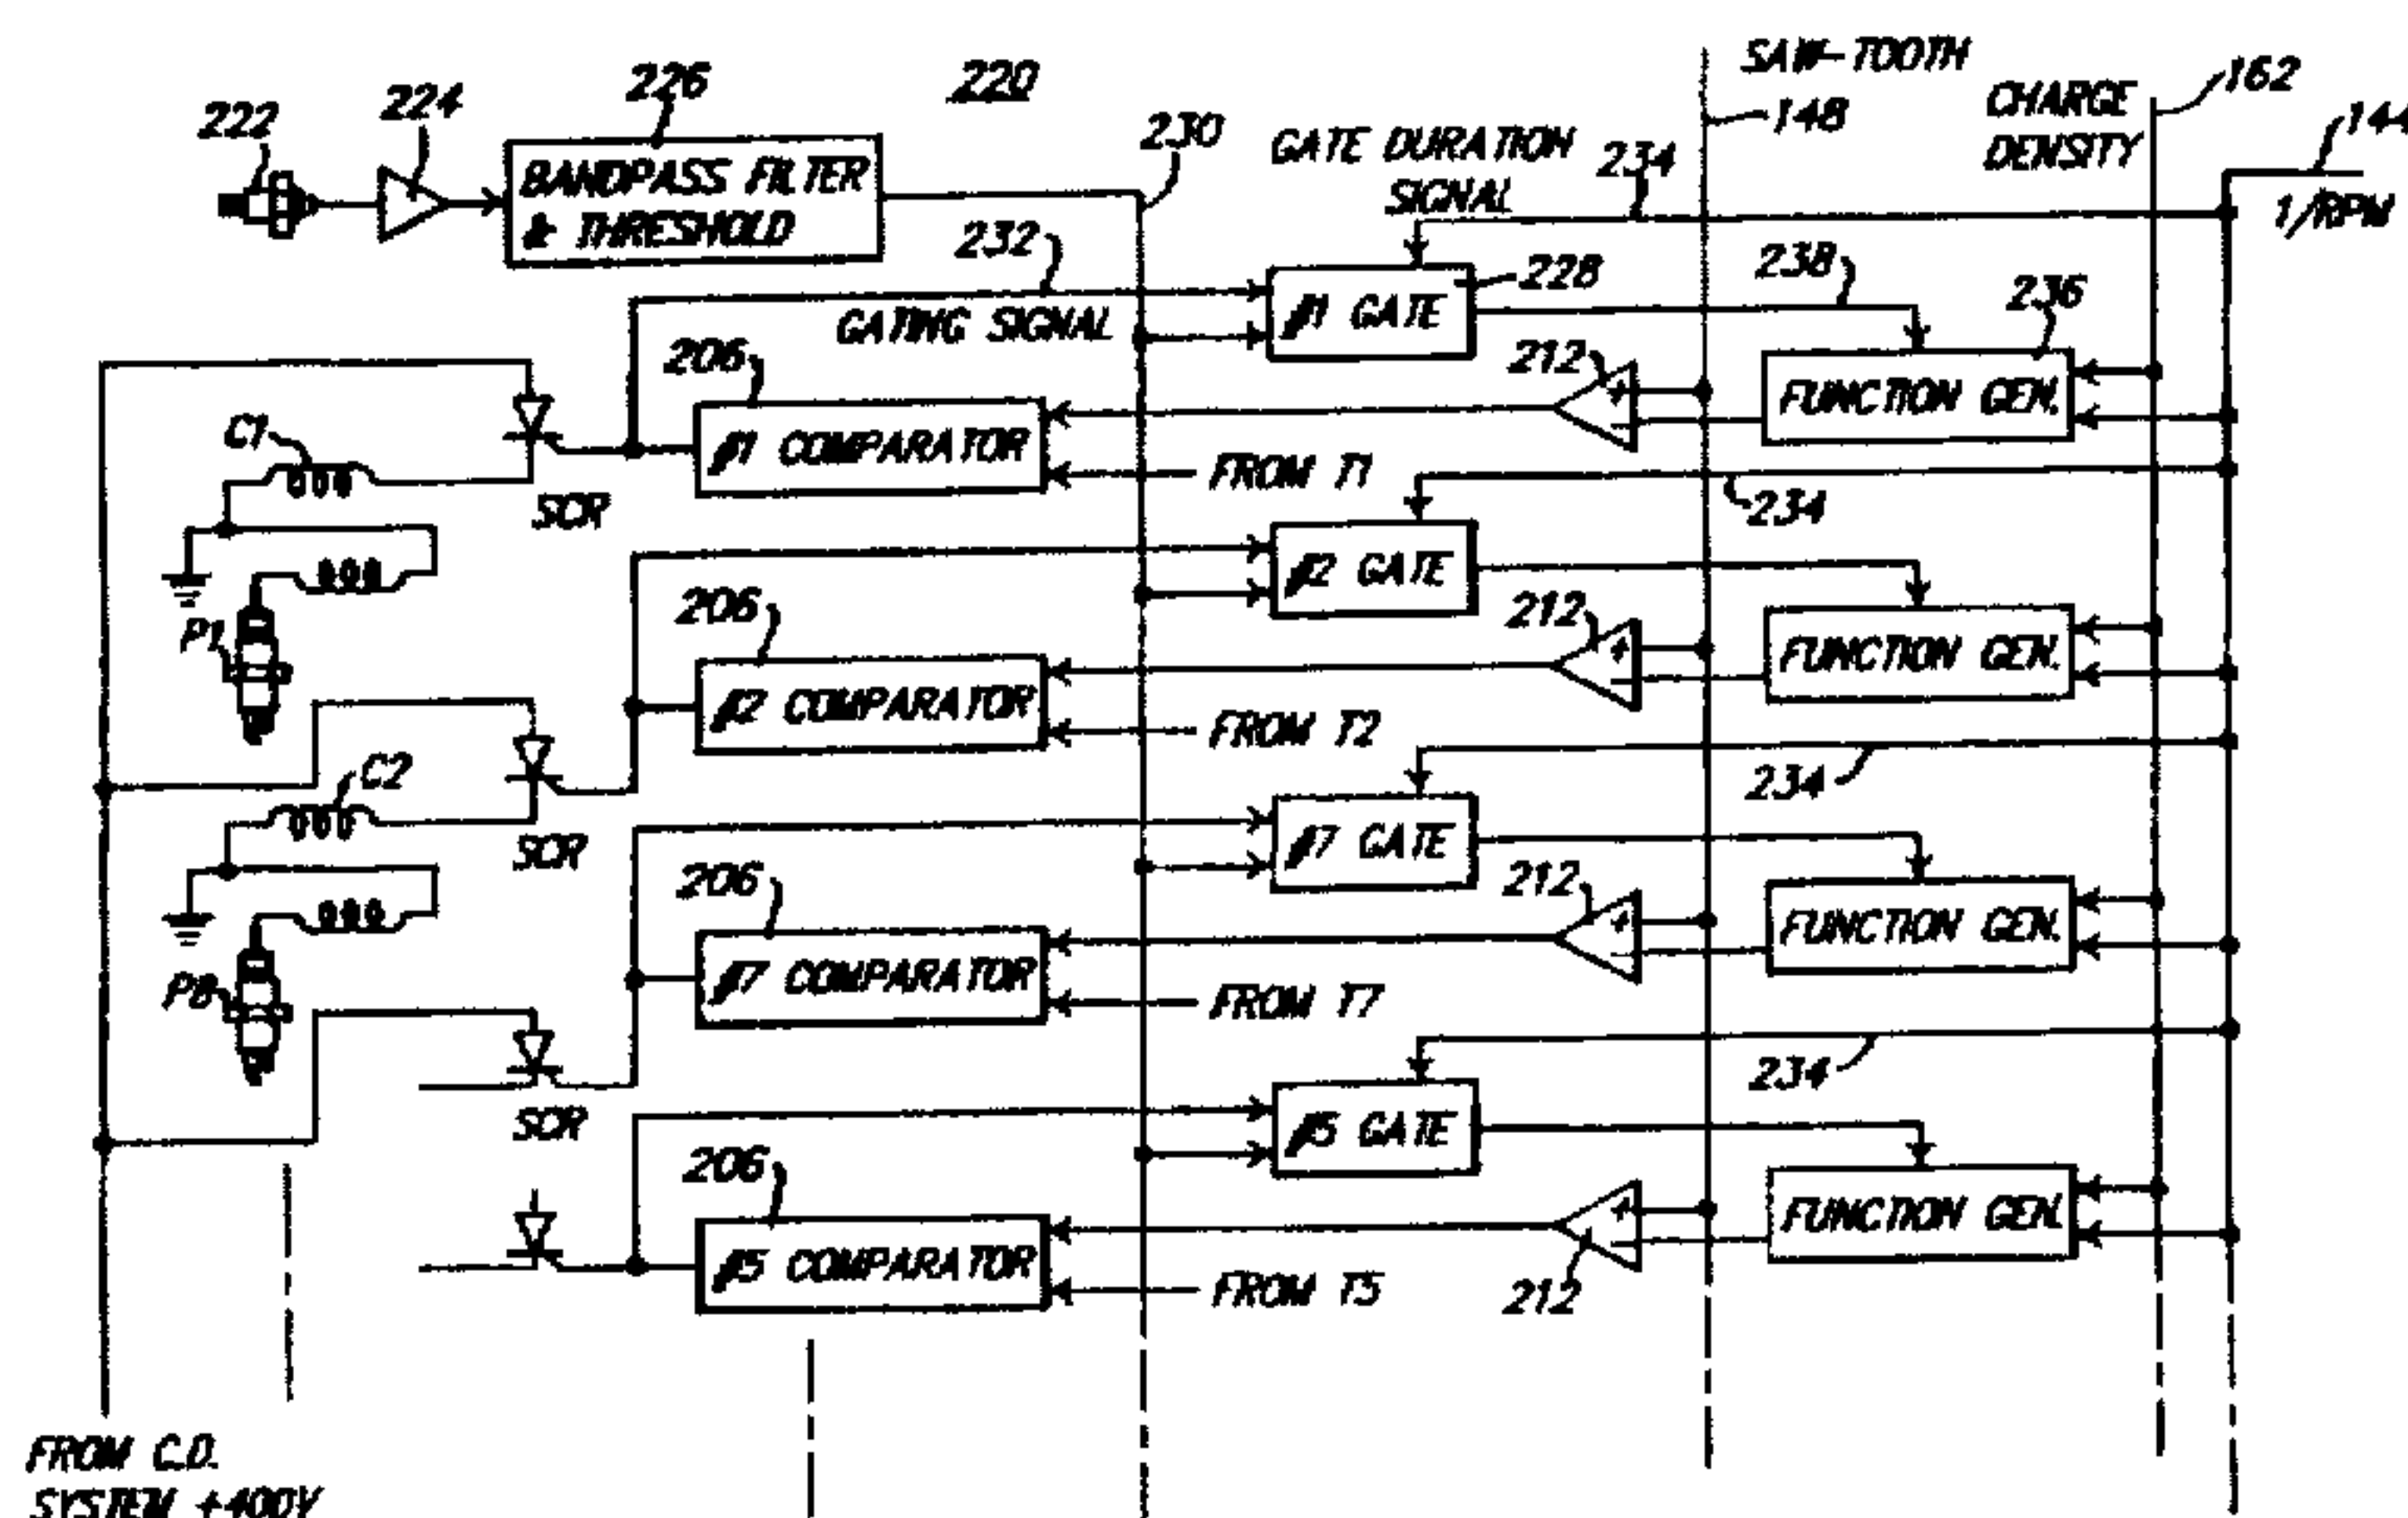 SAW-TOOTH
148
CHARGE
DENSITY
162
144
1/RPM
222
224
226
220
230
BANDPASS FILTER
& THRESHOLD
GATE DURATION
SIGNAL
234
232
GATING SIGNAL
#1 GATE
228
238
236
206
212
FUNCTION GEN.
C1
#1 COMPARATOR
FROM T1
SCR
234
#2 GATE
P1
206
212
FUNCTION GEN.
#2 COMPARATOR
FROM T2
C2
234
SCR
#7 GATE
206
212
FUNCTION GEN.
P8
#7 COMPARATOR
FROM T7
234
SCR
#5 GATE
206
FUNCTION GEN.
#5 COMPARATOR
FROM T5
212
FROM C.D.
SYSTEM +400V